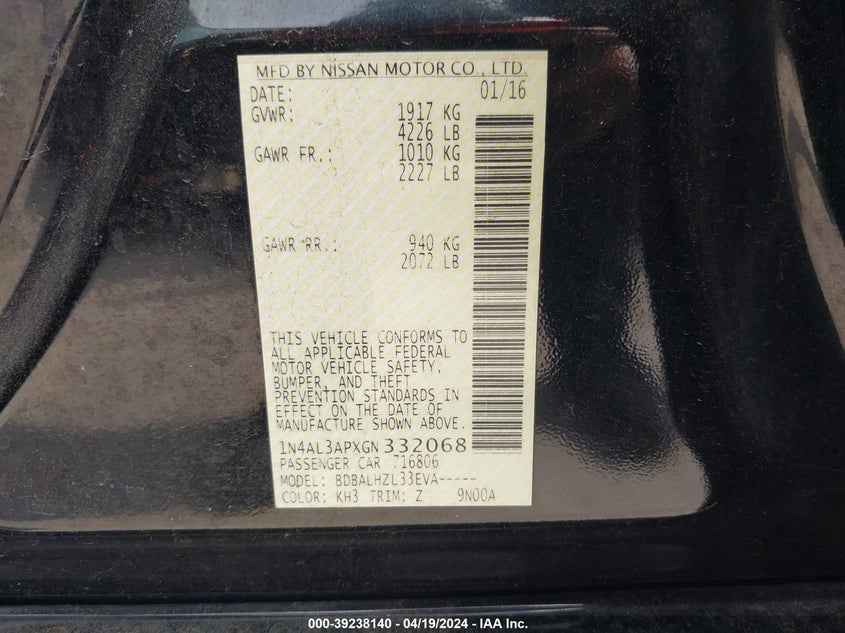 MFD BY NISSAN MOTOR CO., LTD.
DATE: 01/16
GVWR: 1917 KG
4226 LB
GAWR FR.: 1010 KG
2227 LB
GAWR RR.: 940 KG
2072 LB
THIS VEHICLE CONFORMS TO
ALL APPLICABLE FEDERAL
MOTOR VEHICLE SAFETY,
BUMPER, AND THEFT
PREVENTION STANDARDS IN
EFFECT ON THE DATE OF
MANUFACTURE SHOWN ABOVE.
1N4AL3APXGN332068
PASSENGER CAR 716806
MODEL: BDBALHZL33EVA-----
COLOR: KH3 TRIM: Z 9N00A
000-39238140 - 04/19/2024 - IAA Inc.